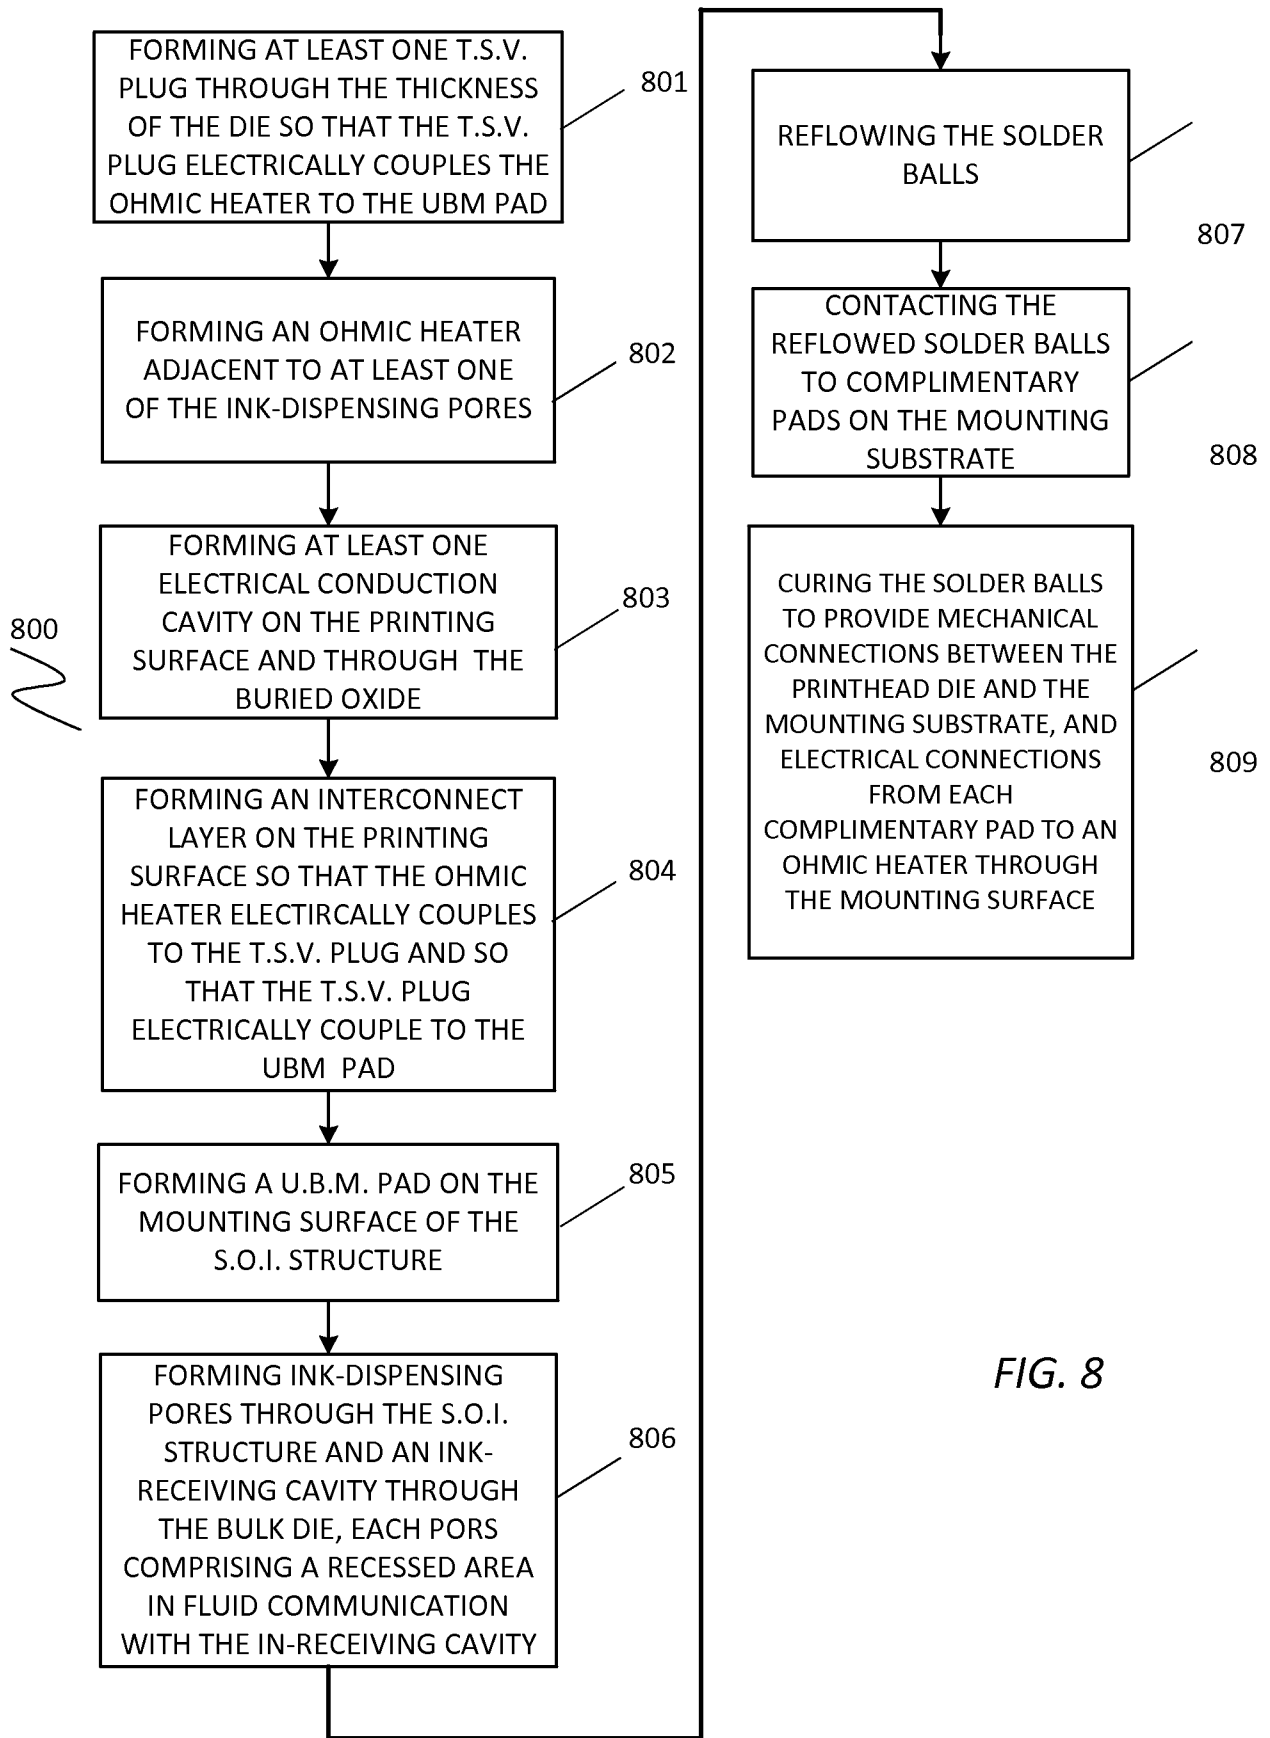 FORMING AT LEAST ONE T.S.V.
PLUG THROUGH THE THICKNESS
OF THE DIE SO THAT THE T.S.V.
PLUG ELECTRICALLY COUPLES THE
OHMIC HEATER TO THE UBM PAD
801
FORMING AN OHMIC HEATER
ADJACENT TO AT LEAST ONE
OF THE INK-DISPENSING PORES
802
FORMING AT LEAST ONE
ELECTRICAL CONDUCTION
CAVITY ON THE PRINTING
SURFACE AND THROUGH THE
BURIED OXIDE
803
800
FORMING AN INTERCONNECT
LAYER ON THE PRINTING
SURFACE SO THAT THE OHMIC
HEATER ELECTIRCALLY COUPLES
TO THE T.S.V. PLUG AND SO
THAT THE T.S.V. PLUG
ELECTRICALLY COUPLE TO THE
UBM PAD
804
FORMING A U.B.M. PAD ON THE
MOUNTING SURFACE OF THE
S.O.I. STRUCTURE
805
FORMING INK-DISPENSING
PORES THROUGH THE S.O.I.
STRUCTURE AND AN INK-
RECEIVING CAVITY THROUGH
THE BULK DIE, EACH PORS
COMPRISING A RECESSED AREA
IN FLUID COMMUNICATION
WITH THE IN-RECEIVING CAVITY
806
REFLOWING THE SOLDER
BALLS
807
CONTACTING THE
REFLOWED SOLDER BALLS
TO COMPLIMENTARY
PADS ON THE MOUNTING
SUBSTRATE
808
CURING THE SOLDER BALLS
TO PROVIDE MECHANICAL
CONNECTIONS BETWEEN THE
PRINTHEAD DIE AND THE
MOUNTING SUBSTRATE, AND
ELECTRICAL CONNECTIONS
FROM EACH
COMPLIMENTARY PAD TO AN
OHMIC HEATER THROUGH
THE MOUNTING SURFACE
809
FIG. 8